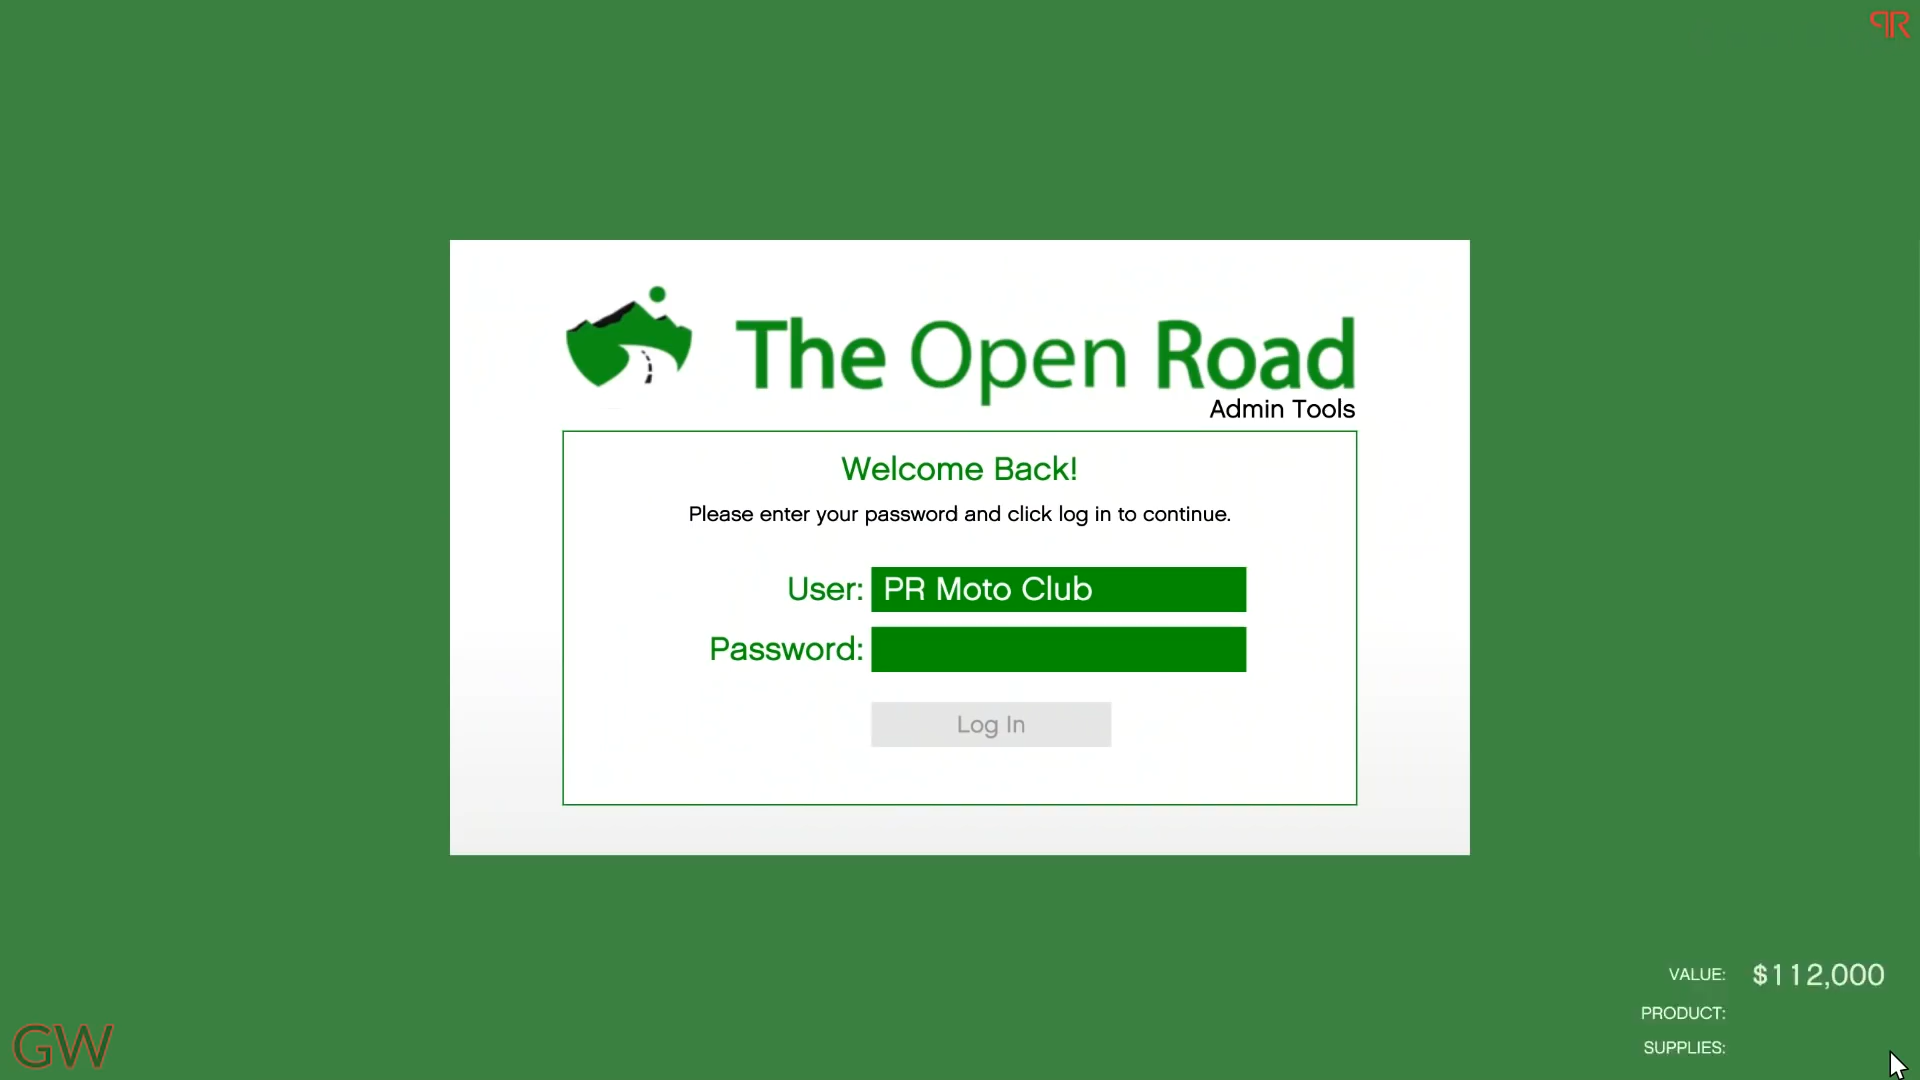 PR
The Open Road
Admin Tools
Welcome Back!
Please enter your password and click log in to continue.
User: PR Moto Club
Password:
Log In
VALUE: $112,000
PRODUCT:
SUPPLIES:
GW